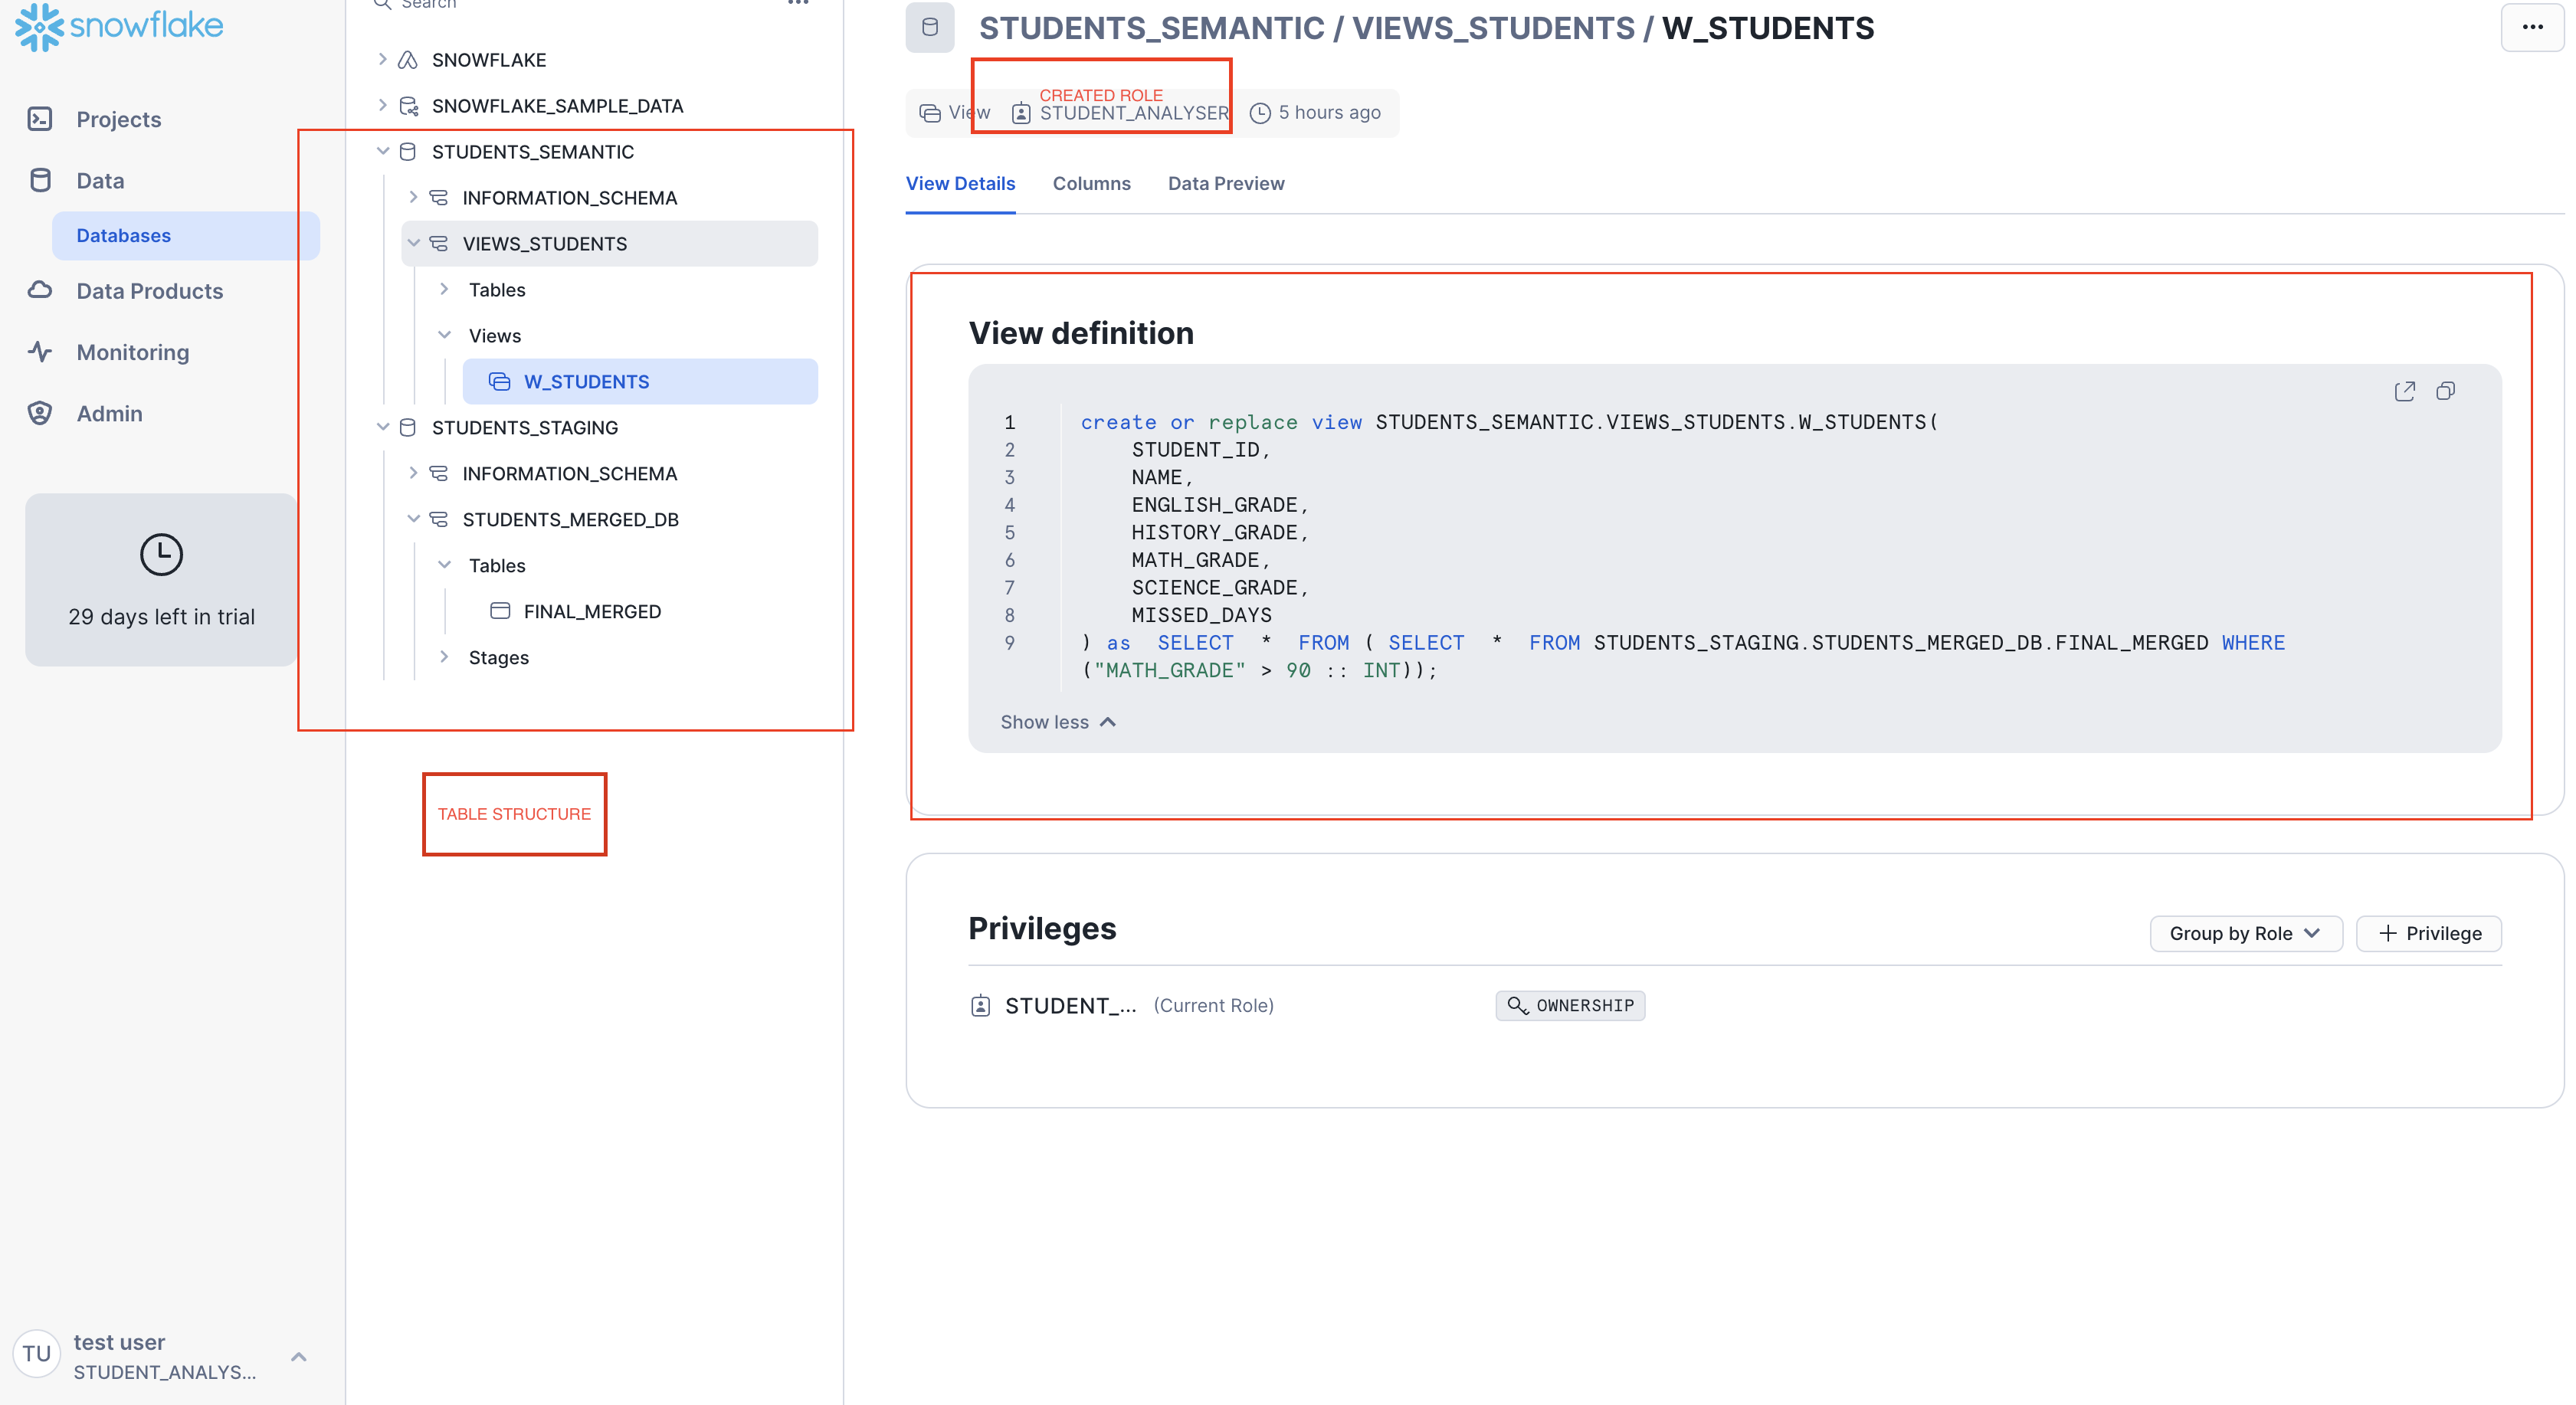 snowflake
Projects
Data
Databases
Data Products
Monitoring
Admin
29 days left in trial
test user
TU
STUDENT_ANALYS...
Search
SNOWFLAKE
SNOWFLAKE_SAMPLE_DATA
STUDENTS_SEMANTIC
INFORMATION_SCHEMA
VIEWS_STUDENTS
Tables
Views
W_STUDENTS
STUDENTS_STAGING
INFORMATION_SCHEMA
STUDENTS_MERGED_DB
Tables
FINAL_MERGED
Stages
TABLE STRUCTURE
STUDENTS_SEMANTIC / VIEWS_STUDENTS / W_STUDENTS
CREATED ROLE
View STUDENT_ANALYSER 5 hours ago
View Details Columns Data Preview
View definition
1 create or replace view STUDENTS_SEMANTIC.VIEWS_STUDENTS.W_STUDENTS(
2 STUDENT_ID,
3 NAME,
4 ENGLISH_GRADE,
5 HISTORY_GRADE,
6 MATH_GRADE,
7 SCIENCE_GRADE,
8 MISSED_DAYS
9 ) as SELECT * FROM ( SELECT * FROM STUDENTS_STAGING.STUDENTS_MERGED_DB.FINAL_MERGED WHERE
("MATH_GRADE" > 90 :: INT));
Show less
Privileges
Group by Role
+ Privilege
STUDENT_... (Current Role) OWNERSHIP